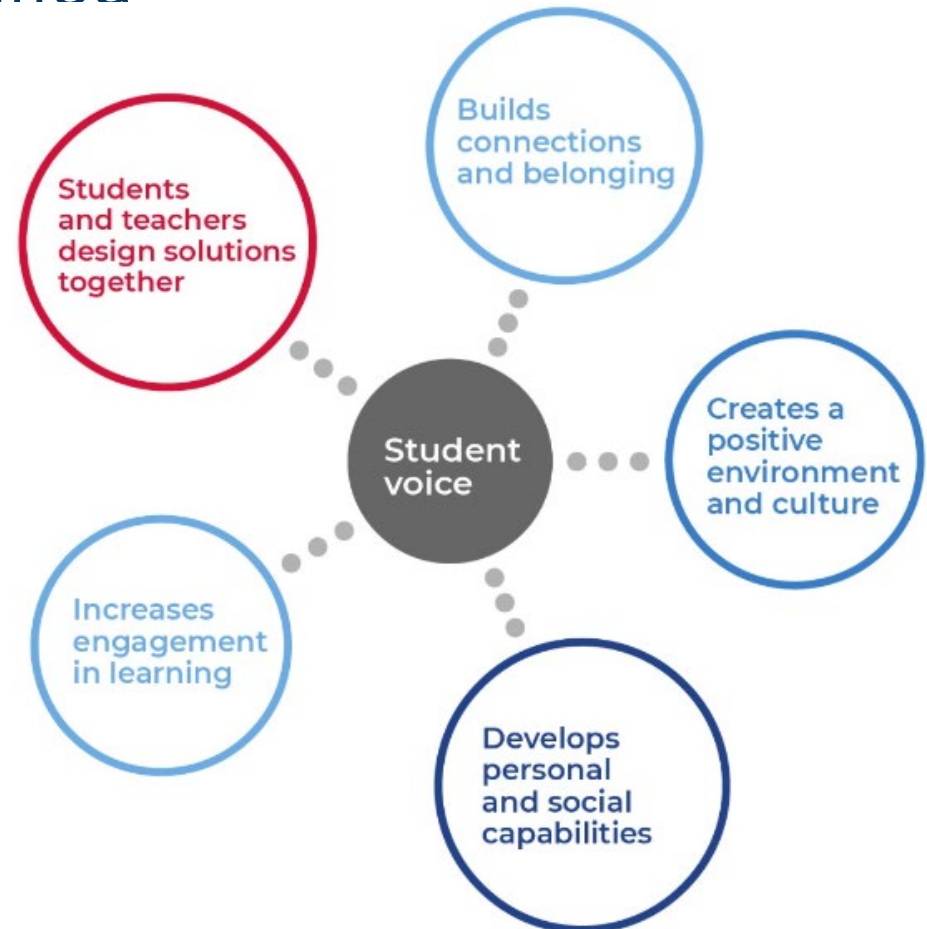 Builds
connections
and belonging
Students
and teachers
design solutions
together
Creates a
positive
environment
and culture
Student
voice
Increases
engagement
in learning
Develops
personal
and social
capabilities